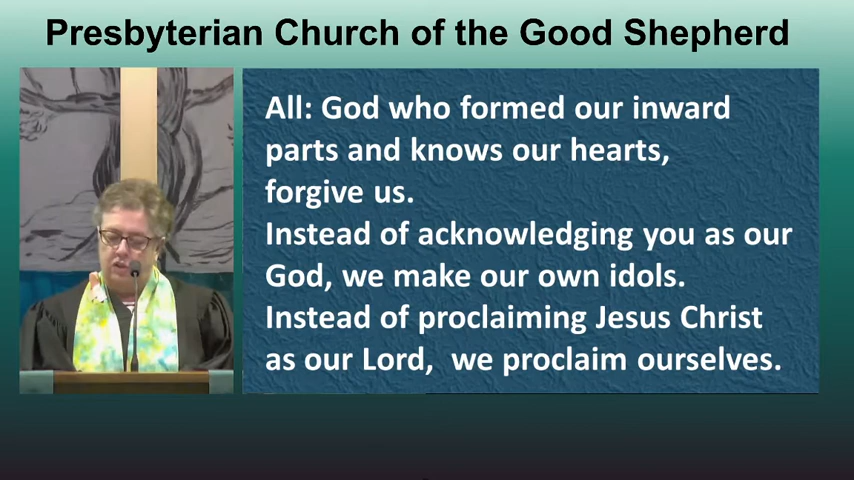 Presbyterian Church of the Good Shepherd
All: God who formed our inward
parts and knows our hearts,
forgive us.
Instead of acknowledging you as our
God, we make our own idols.
Instead of proclaiming Jesus Christ
as our Lord,  we proclaim ourselves.